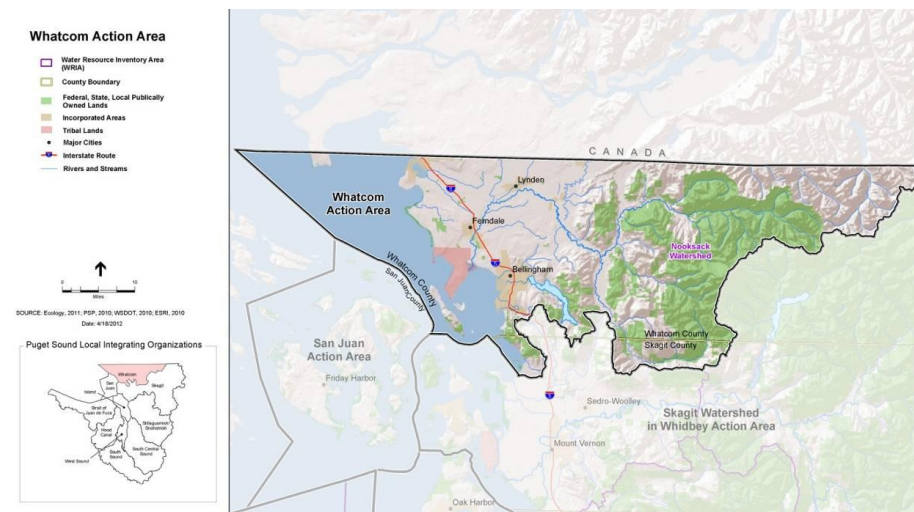 Whatcom Action Area
Water Resource Inventory Area
(WRIA)
County Boundary
Federal, State, Local Publically
Owned Lands
Incorporated Areas
Tribal Lands
Major Cities
Interstate Route
Rivers and Streams
0 10
Miles
SOURCE: Ecology, 2011; PSP, 2010; WSDOT, 2010; ESRI, 2010
Date: 4/18/2012
Puget Sound Local Integrating Organizations
Whatcom
San
Juan
Skagit
Island
Strait of
Juan de Fuca
Stillaguamish/
Snohomish
Hood
Canal
West Sound
South
Sound
South Central
Sound
CANADA
Lynden
Whatcom
Action Area
Ferndale
Nooksack
Watershed
Bellingham
Whatcom County
San Juan County
Whatcom County
Skagit County
San Juan
Action Area
Friday Harbor
Sedro-Woolley
Skagit Watershed
in Whidbey Action Area
Mount Vernon
Oak Harbor